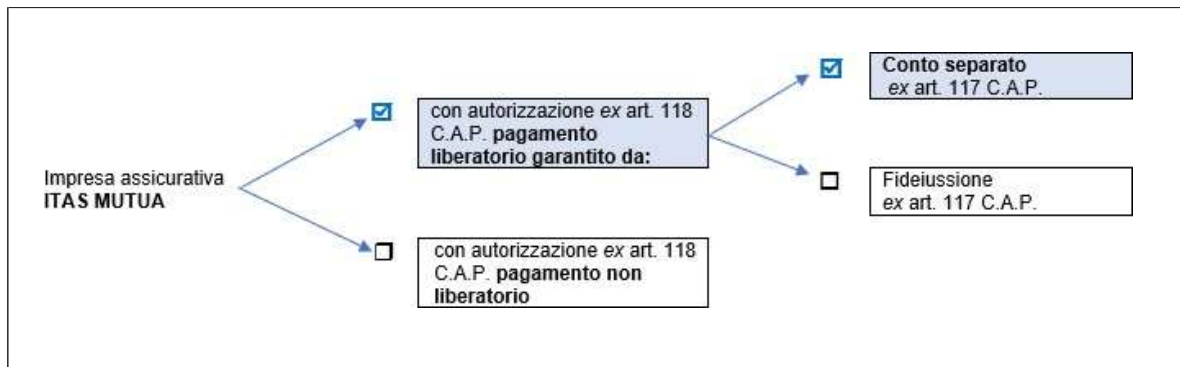 Impresa assicurativa
ITAS MUTUA
con autorizzazione ex art. 118
C.A.P. pagamento
liberatorio garantito da:
con autorizzazione ex art. 118
C.A.P. pagamento non
liberatorio
Conto separato
ex art. 117 C.A.P.
Fideiussione
ex art. 117 C.A.P.